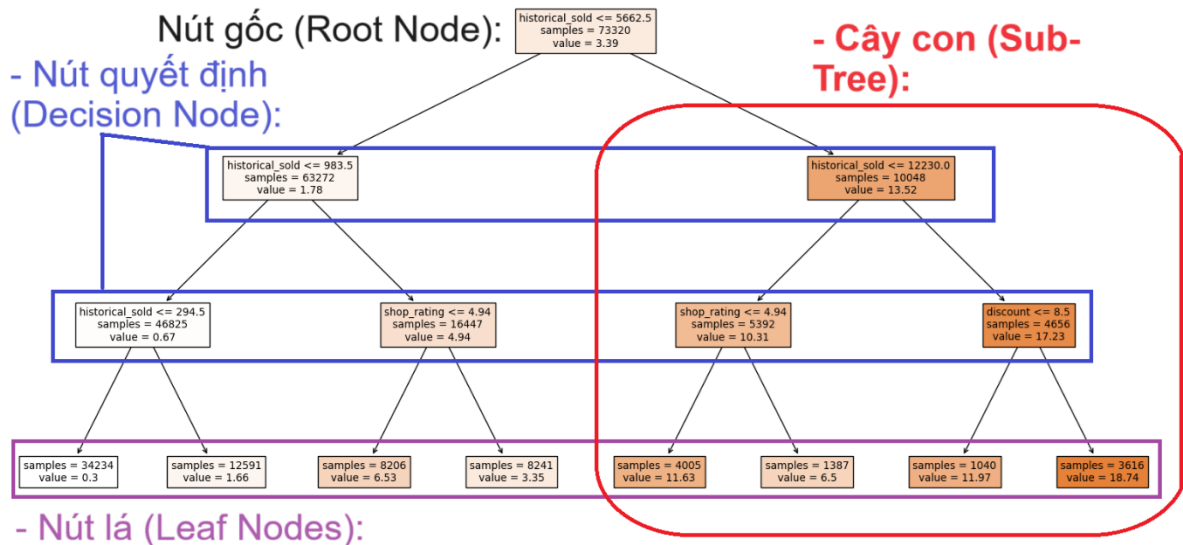 Nút gốc (Root Node):
historical_sold <= 5662.5
samples = 73320
value = 3.39
- Cây con (Sub-
Tree):
- Nút quyết định
(Decision Node):
historical_sold <= 983.5
samples = 63272
value = 1.78
historical_sold <= 12230.0
samples = 10048
value = 13.52
historical_sold <= 294.5
samples = 46825
value = 0.67
shop_rating <= 4.94
samples = 16447
value = 4.94
shop_rating <= 4.94
samples = 5392
value = 10.31
discount <= 8.5
samples = 4656
value = 17.23
samples = 34234
value = 0.3
samples = 12591
value = 1.66
samples = 8206
value = 6.53
samples = 8241
value = 3.35
samples = 4005
value = 11.63
samples = 1387
value = 6.5
samples = 1040
value = 11.97
samples = 3616
value = 18.74
- Nút lá (Leaf Nodes):